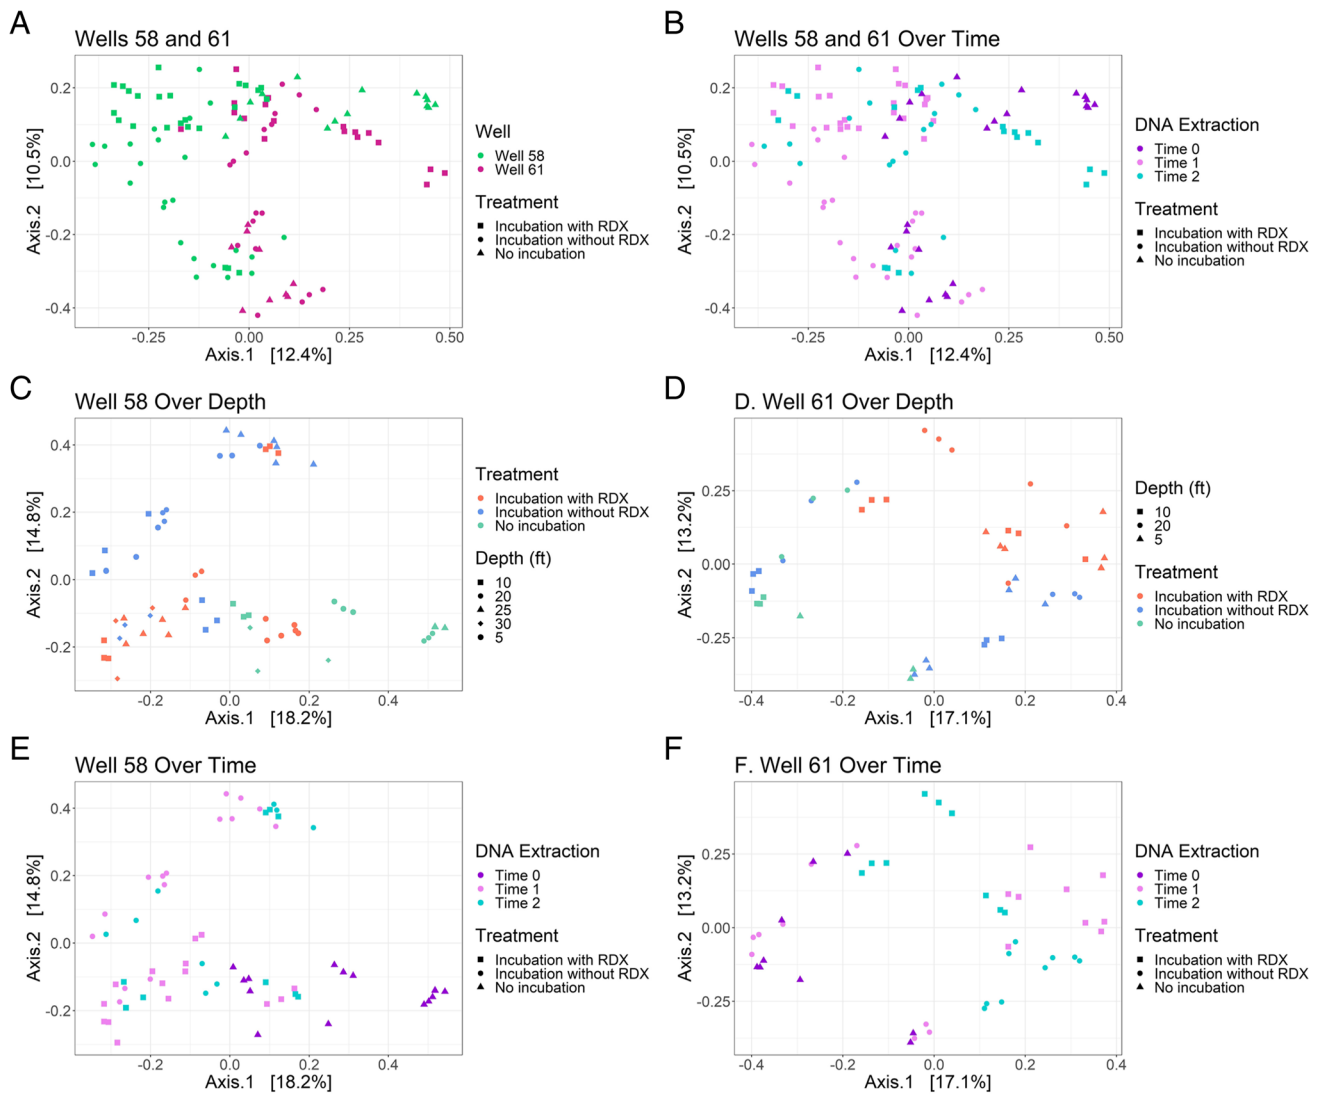 A
Wells 58 and 61
0.2
0.0
-0.2
-0.4
Axis.2 [10.5%]
-0.25
0.00
0.25
0.50
Axis.1 [12.4%]
Well
Well 58
Well 61
Treatment
Incubation with RDX
Incubation without RDX
No incubation
B
Wells 58 and 61 Over Time
0.2
0.0
-0.2
-0.4
Axis.2 [10.5%]
-0.25
0.00
0.25
0.50
Axis.1 [12.4%]
DNA Extraction
Time 0
Time 1
Time 2
Treatment
Incubation with RDX
Incubation without RDX
No incubation
C
Well 58 Over Depth
0.4
0.2
0.0
-0.2
Axis.2 [14.8%]
-0.2
0.0
0.2
0.4
Axis.1 [18.2%]
Treatment
Incubation with RDX
Incubation without RDX
No incubation
Depth (ft)
10
20
25
30
5
D
D. Well 61 Over Depth
0.25
0.00
-0.25
Axis.2 [13.2%]
-0.4
-0.2
0.0
0.2
0.4
Axis.1 [17.1%]
Depth (ft)
10
20
5
Treatment
Incubation with RDX
Incubation without RDX
No incubation
E
Well 58 Over Time
0.4
0.2
0.0
-0.2
Axis.2 [14.8%]
-0.2
0.0
0.2
0.4
Axis.1 [18.2%]
DNA Extraction
Time 0
Time 1
Time 2
Treatment
Incubation with RDX
Incubation without RDX
No incubation
F
F. Well 61 Over Time
0.25
0.00
-0.25
Axis.2 [13.2%]
-0.4
-0.2
0.0
0.2
0.4
Axis.1 [17.1%]
DNA Extraction
Time 0
Time 1
Time 2
Treatment
Incubation with RDX
Incubation without RDX
No incubation